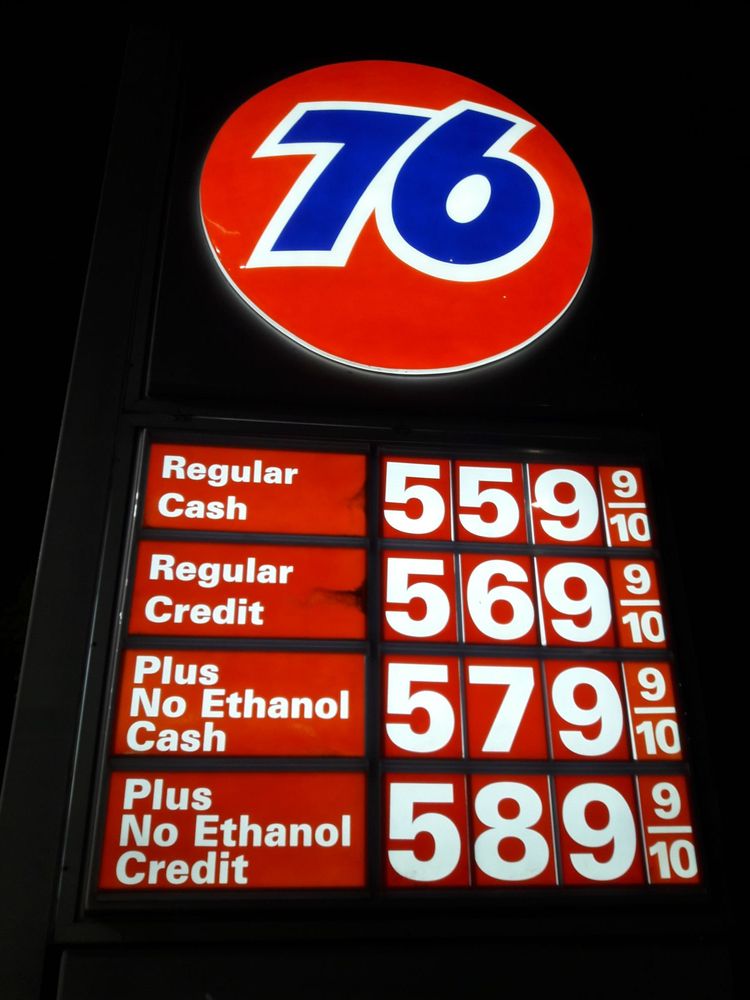 76
Regular
Cash
559 9/10
Regular
Credit
569 9/10
Plus
No Ethanol
Cash
579 9/10
Plus
No Ethanol
Credit
589 9/10